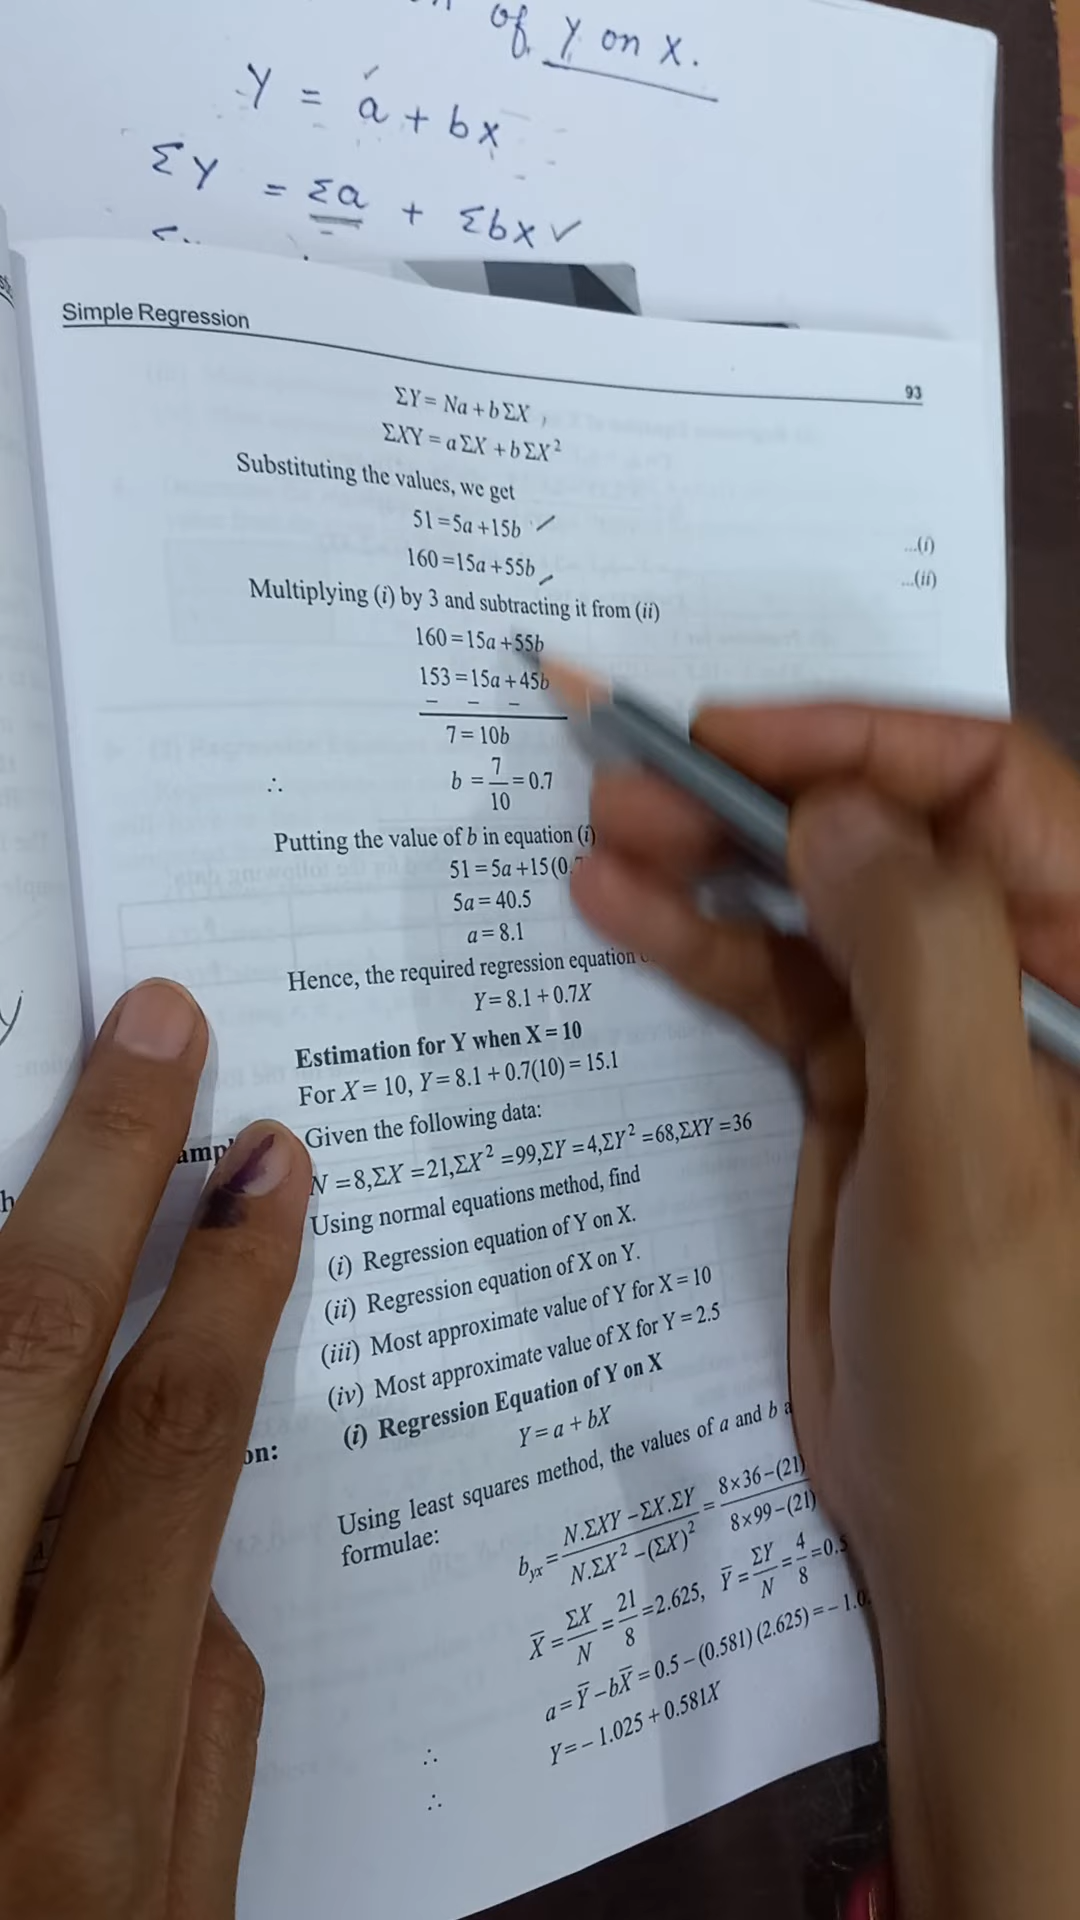 of Y on X.
Y = a + bx
ΣY = Σa + Σbx ✓
Simple Regression
93
ΣY = Na + bΣX ,
ΣXY = aΣX + bΣX²
Substituting the values, we get
51 = 5a + 15b ...(i)
160 = 15a + 55b ...(ii)
Multiplying (i) by 3 and subtracting it from (ii)
160 = 15a + 55b
153 = 15a + 45b
– – –
7 = 10b
∴ b = 7/10 = 0.7
Putting the value of b in equation (i)
51 = 5a + 15(0.7
5a = 40.5
a = 8.1
Hence, the required regression equation
Y = 8.1 + 0.7X
Estimation for Y when X = 10
For X = 10, Y = 8.1 + 0.7(10) = 15.1
Given the following data:
N = 8, ΣX = 21, ΣX² = 99, ΣY = 4, ΣY² = 68, ΣXY = 36
Using normal equations method, find
(i) Regression equation of Y on X.
(ii) Regression equation of X on Y.
(iii) Most approximate value of Y for X = 10
(iv) Most approximate value of X for Y = 2.5
on: (i) Regression Equation of Y on X
Y = a + bX
Using least squares method, the values of a and b
formulae:
byx = N.ΣXY – ΣX.ΣY / N.ΣX² – (ΣX)² = 8×36–(21) / 8×99–(21)
X̄ = ΣX/N = 21/8 = 2.625, Ȳ = ΣY/N = 4/8 = 0.5
a = Ȳ – bX̄ = 0.5 – (0.581) (2.625) = – 1.0
∴ Y = – 1.025 + 0.581X
∴